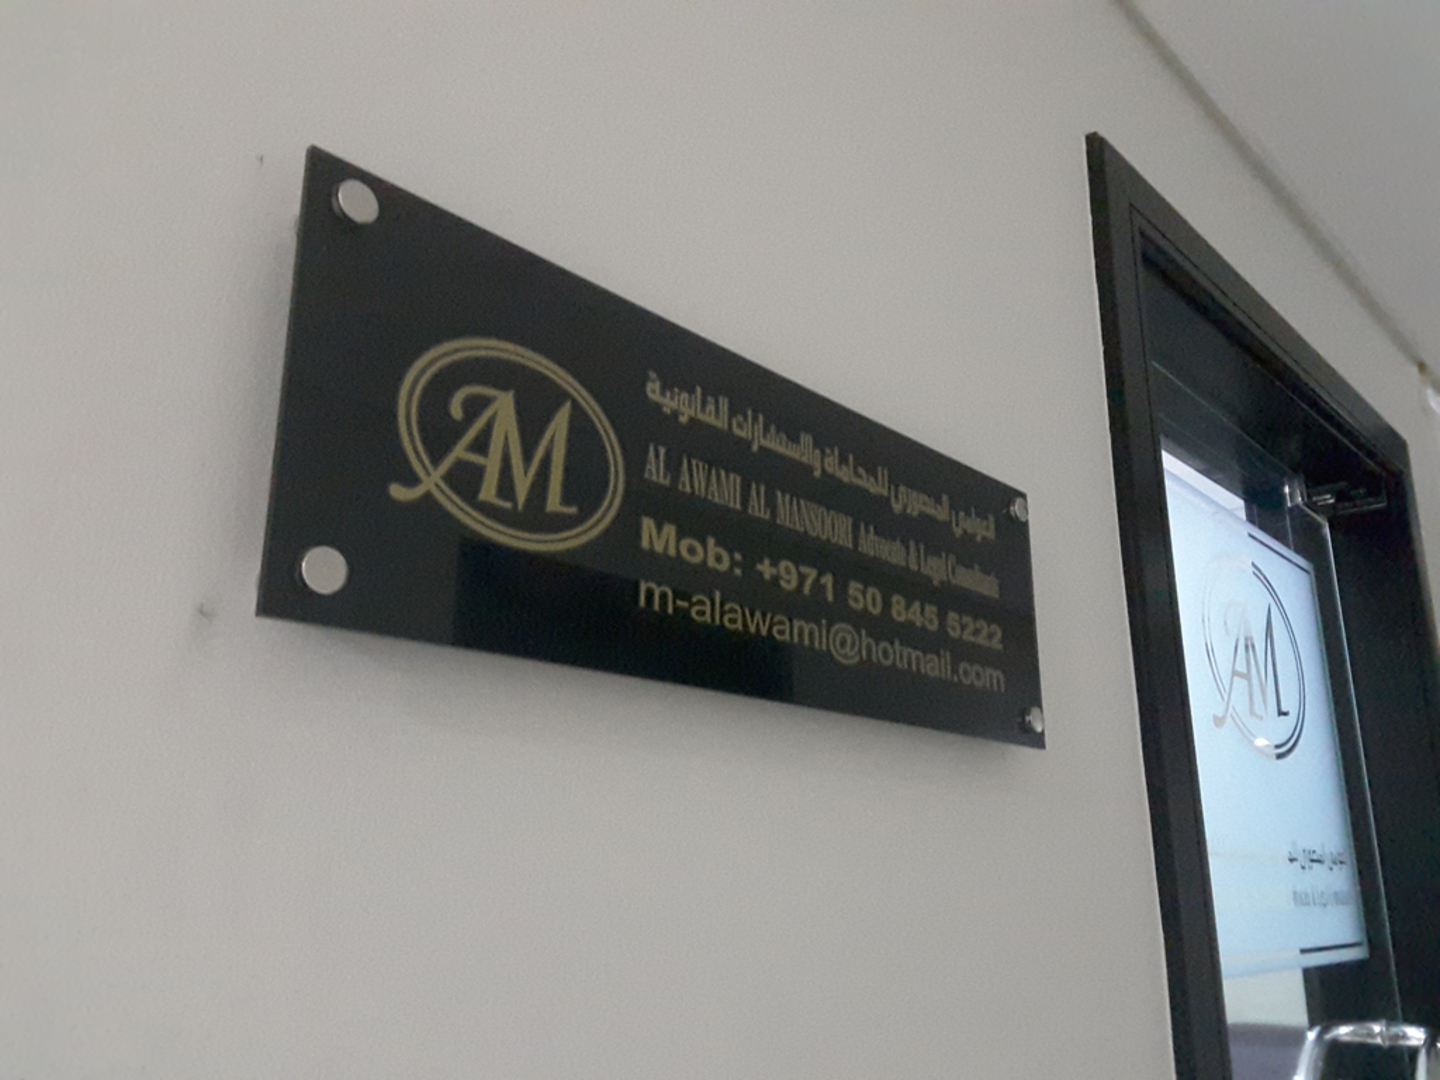 AM
العوامي المنصوري للمحاماة والاستشارات القانونية
AL AWAMI AL MANSOORI Advocate & Legal Consultants
Mob: +971 50 845 5222
m-alawami@hotmail.com
AM